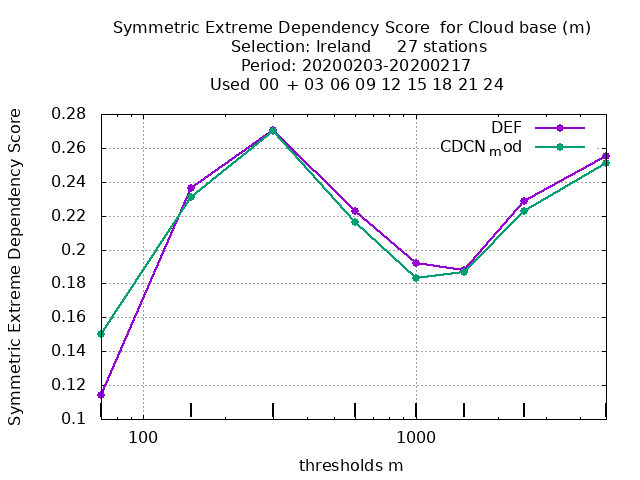 Symmetric Extreme Dependency Score  for Cloud base (m)
Selection: Ireland     27 stations
Period: 20200203-20200217
Used  00 + 03 06 09 12 15 18 21 24
Symmetric Extreme Dependency Score
0.28
0.26
0.24
0.22
0.2
0.18
0.16
0.14
0.12
0.1
DEF
CDCNmod
100
1000
thresholds m